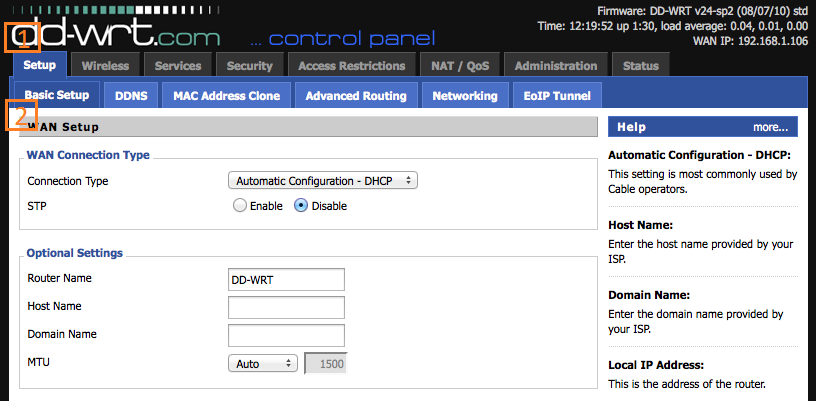 Firmware: DD-WRT v24-sp2 (08/07/10) std
Time: 12:19:52 up 1:30, load average: 0.04, 0.01, 0.00
WAN IP: 192.168.1.106
1
dd-wrt.com ... control panel
Setup Wireless Services Security Access Restrictions NAT / QoS Administration Status
Basic Setup DDNS MAC Address Clone Advanced Routing Networking EoIP Tunnel
2
WAN Setup
WAN Connection Type
Connection Type Automatic Configuration - DHCP
STP Enable Disable
Optional Settings
Router Name DD-WRT
Host Name
Domain Name
MTU Auto 1500
Help more...
Automatic Configuration - DHCP:
This setting is most commonly used by
Cable operators.
Host Name:
Enter the host name provided by your
ISP.
Domain Name:
Enter the domain name provided by
your ISP.
Local IP Address:
This is the address of the router.